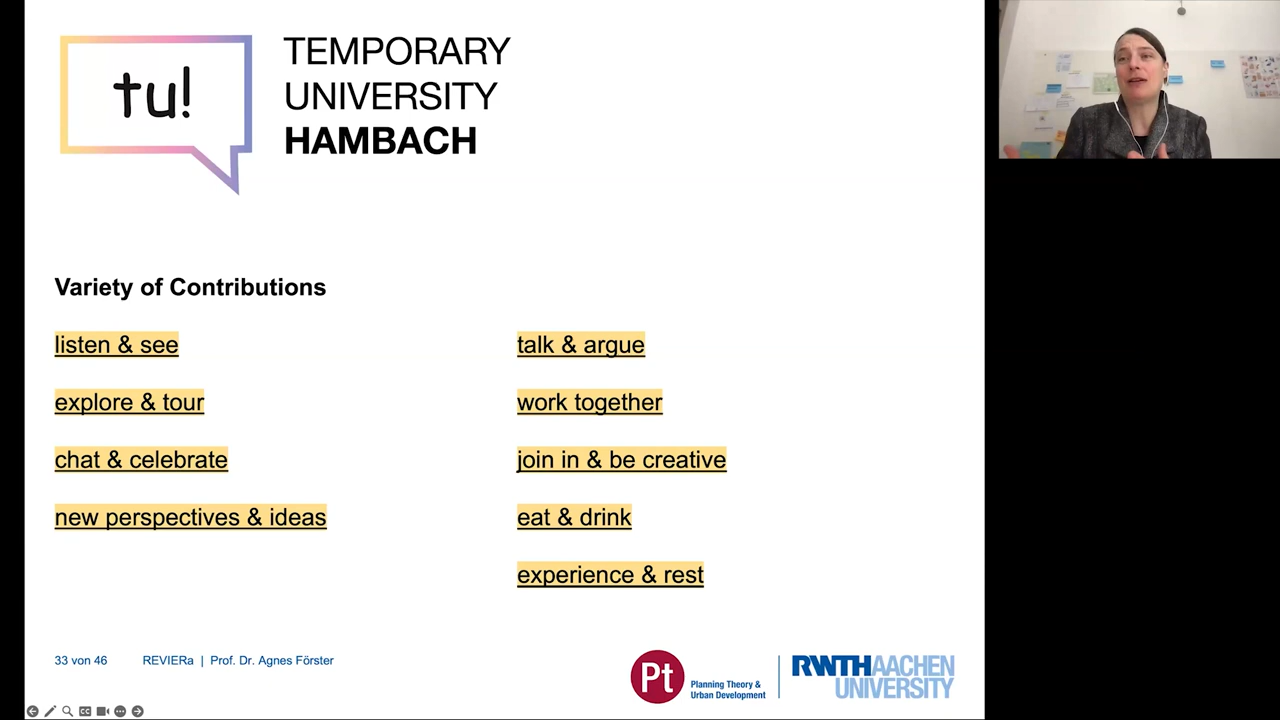 tu!
TEMPORARY
UNIVERSITY
HAMBACH
Variety of Contributions
listen & see
explore & tour
chat & celebrate
new perspectives & ideas
talk & argue
work together
join in & be creative
eat & drink
experience & rest
33 von 46
REVIERa | Prof. Dr. Agnes Förster
Pt
Planning Theory &
Urban Development
RWTHAACHEN
UNIVERSITY